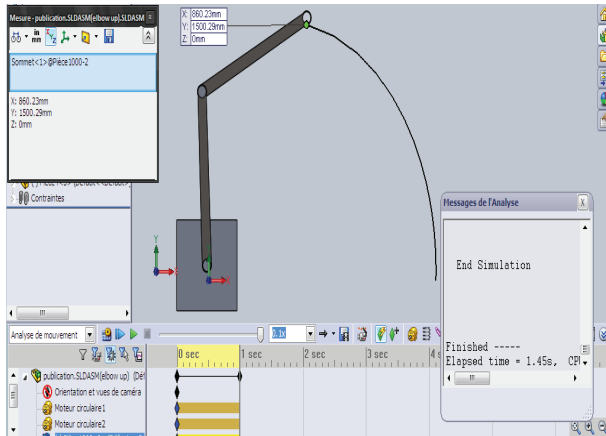 Mesure - publication.SLDASM(elbow up).SLDASM
in
mm
Sommet<1>@Pièce1000-2
X: 860.23mm
Y: 1500.29mm
Z: 0mm
X: 860.23mm
Y: 1500.29mm
Z: 0mm
Contraintes
Y
Messages de l'Analyse
End Simulation
Finished -----
Elapsed time = 1.45s,
Analyse de mouvement
0 sec
1 sec
2 sec
3 sec
publication.SLDASM(elbow up)
Orientation et vues de caméra
Moteur circulaire1
Moteur circulaire2